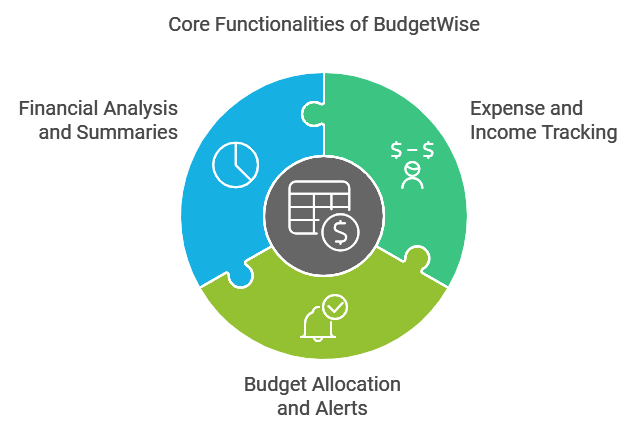 Core Functionalities of BudgetWise
Financial Analysis
and Summaries
Expense and
Income Tracking
$ – $
$
Budget Allocation
and Alerts